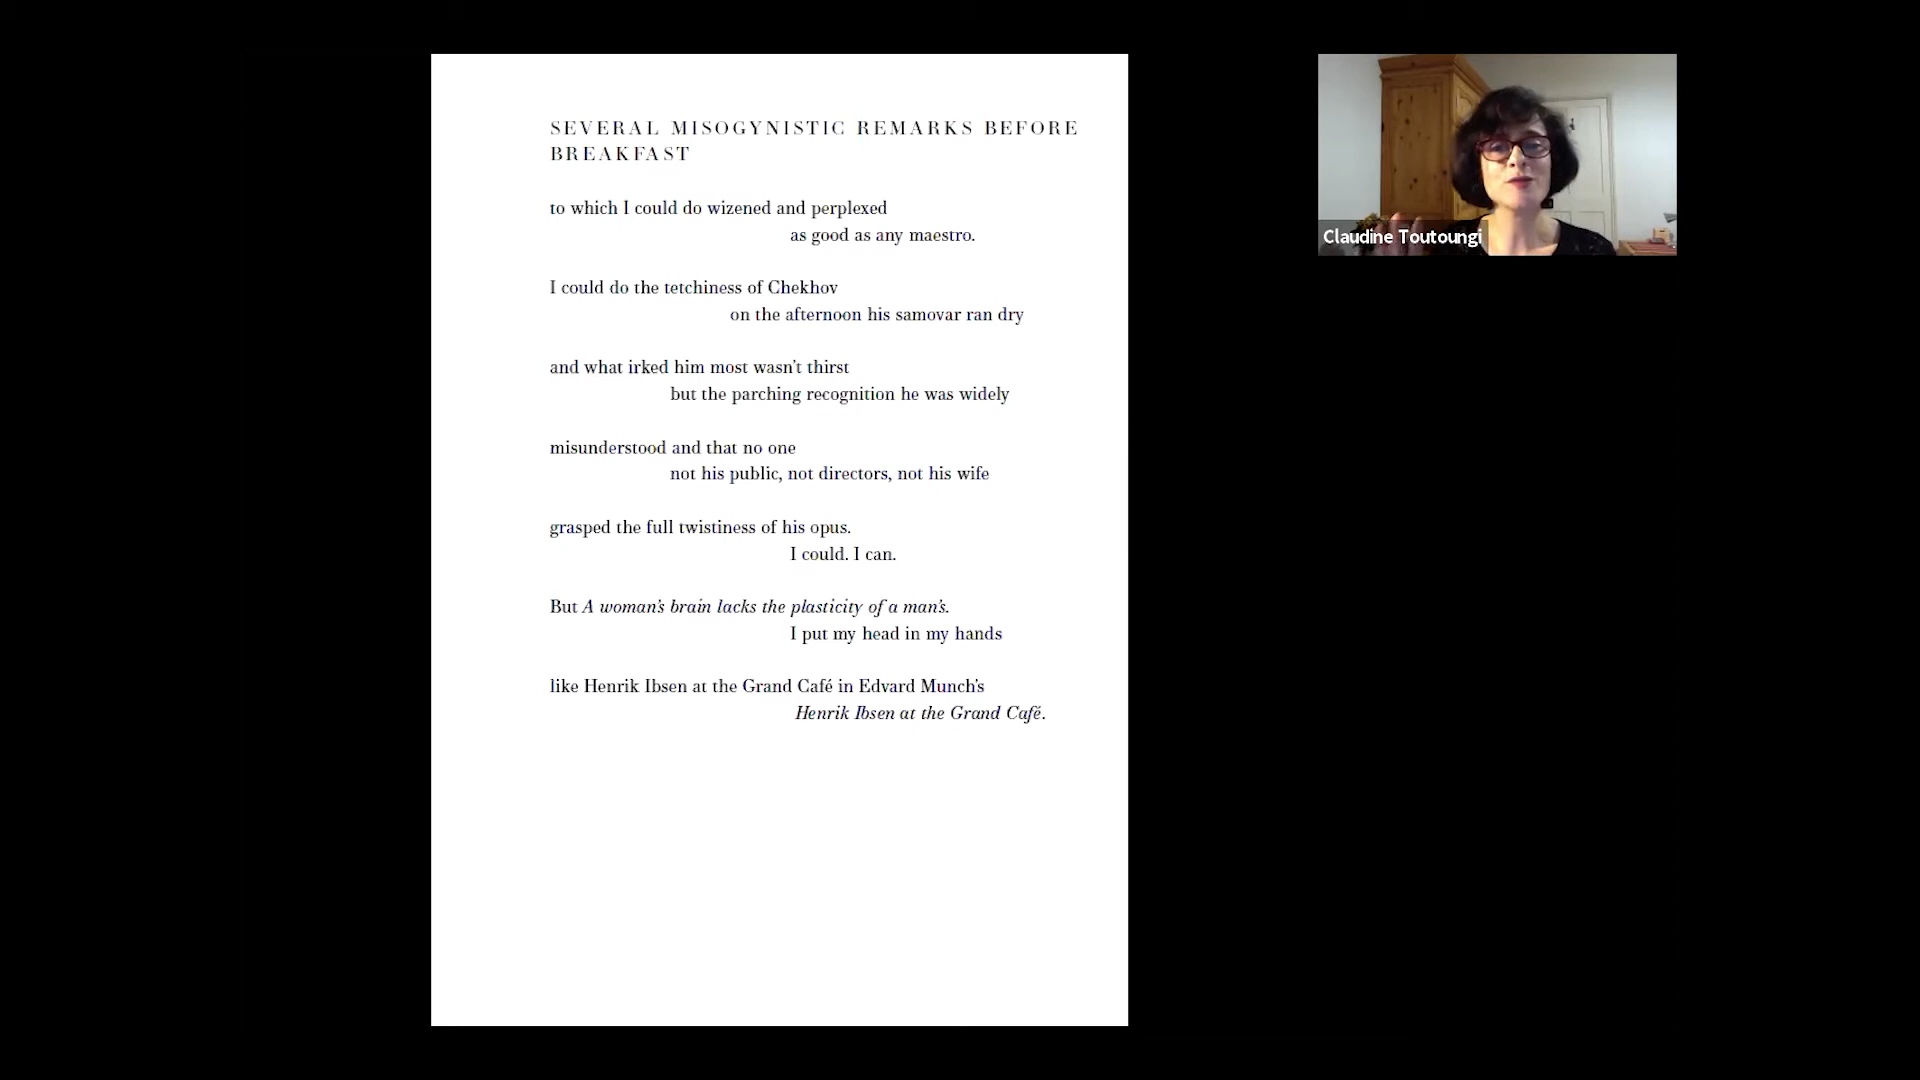 SEVERAL MISOGYNISTIC REMARKS BEFORE
BREAKFAST
to which I could do wizened and perplexed
as good as any maestro.
I could do the tetchiness of Chekhov
on the afternoon his samovar ran dry
and what irked him most wasn't thirst
but the parching recognition he was widely
misunderstood and that no one
not his public, not directors, not his wife
grasped the full twistiness of his opus.
I could. I can.
But A woman's brain lacks the plasticity of a man's.
I put my head in my hands
like Henrik Ibsen at the Grand Café in Edvard Munch's
Henrik Ibsen at the Grand Café.
Claudine Toutoungi